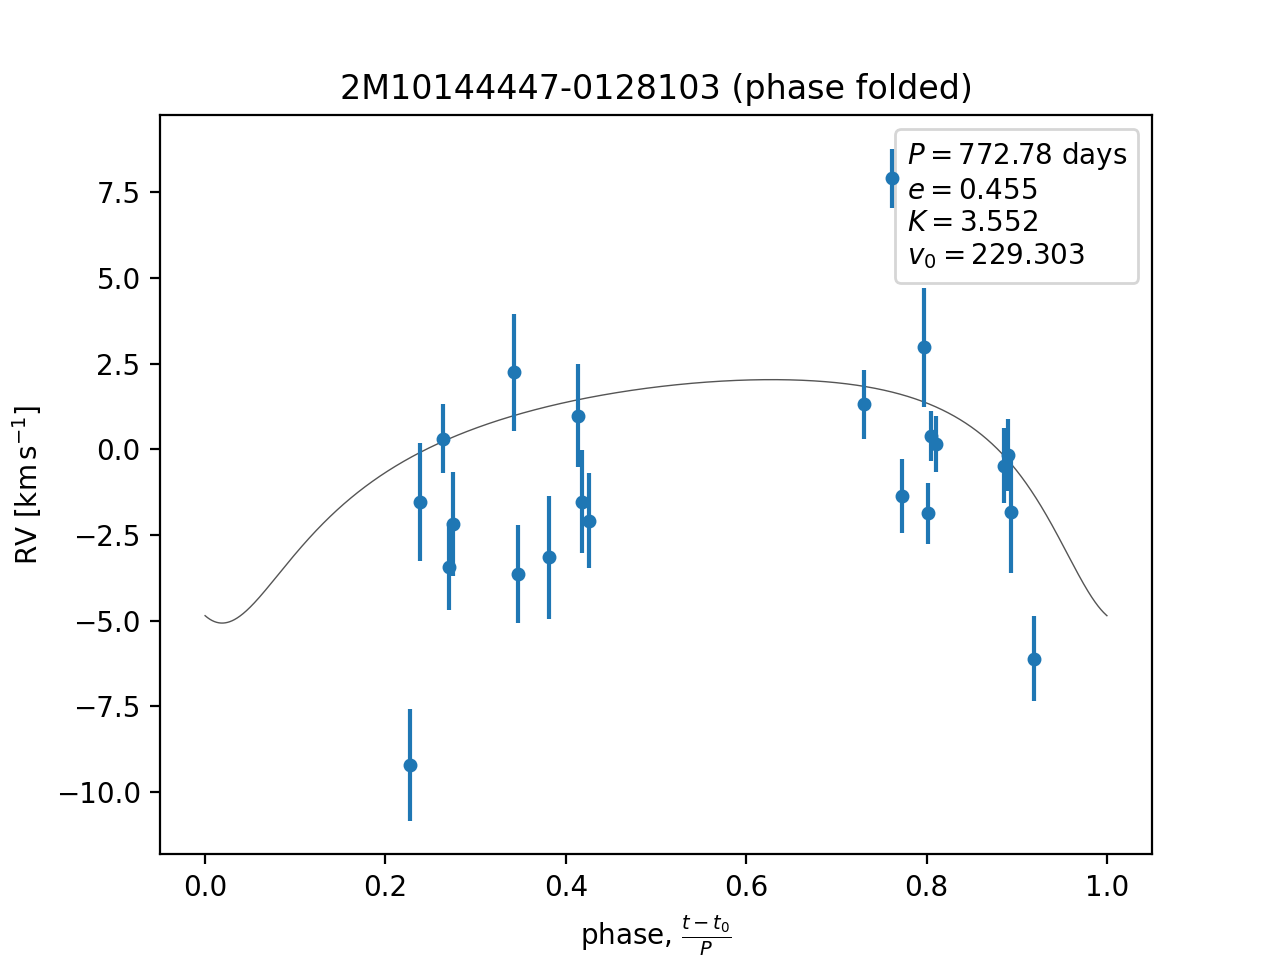 2M10144447-0128103 (phase folded)
P = 772.78 days
e = 0.455
K = 3.552
v₀ = 229.303
RV [km s⁻¹]
7.5
5.0
2.5
0.0
−2.5
−5.0
−7.5
−10.0
0.0 0.2 0.4 0.6 0.8 1.0
phase, (t − t₀)/P